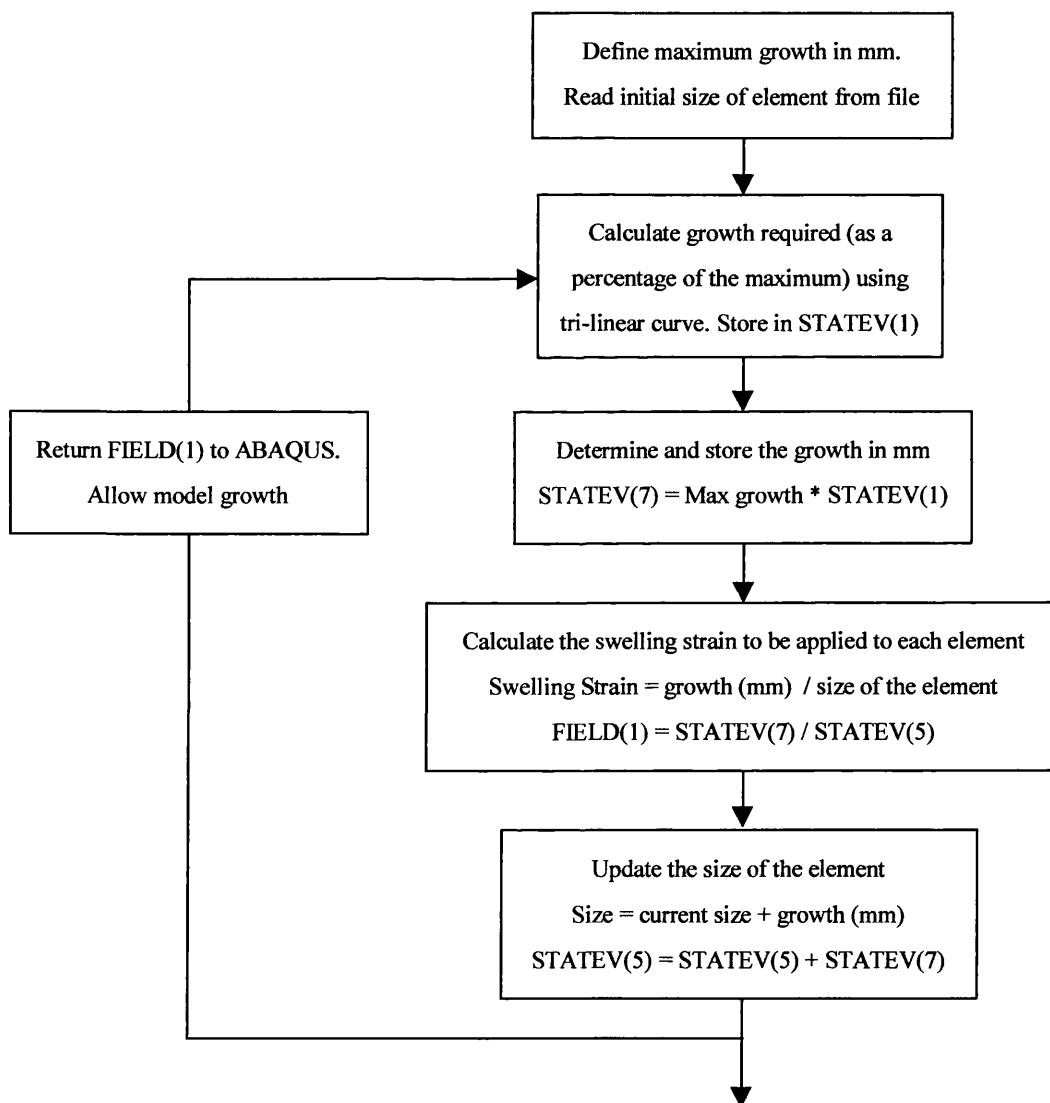 Define maximum growth in mm.
Read initial size of element from file
Calculate growth required (as a
percentage of the maximum) using
tri-linear curve. Store in STATEV(1)
Return FIELD(1) to ABAQUS.
Allow model growth
Determine and store the growth in mm
STATEV(7) = Max growth * STATEV(1)
Calculate the swelling strain to be applied to each element
Swelling Strain = growth (mm) / size of the element
FIELD(1) = STATEV(7) / STATEV(5)
Update the size of the element
Size = current size + growth (mm)
STATEV(5) = STATEV(5) + STATEV(7)